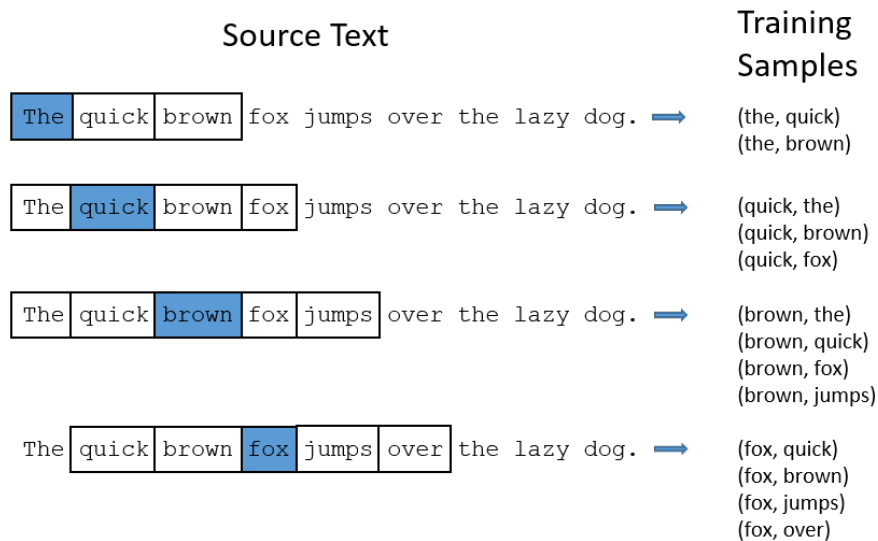 Source Text
Training
Samples
The quick brown fox jumps over the lazy dog.
(the, quick)
(the, brown)
The quick brown fox jumps over the lazy dog.
(quick, the)
(quick, brown)
(quick, fox)
The quick brown fox jumps over the lazy dog.
(brown, the)
(brown, quick)
(brown, fox)
(brown, jumps)
The quick brown fox jumps over the lazy dog.
(fox, quick)
(fox, brown)
(fox, jumps)
(fox, over)